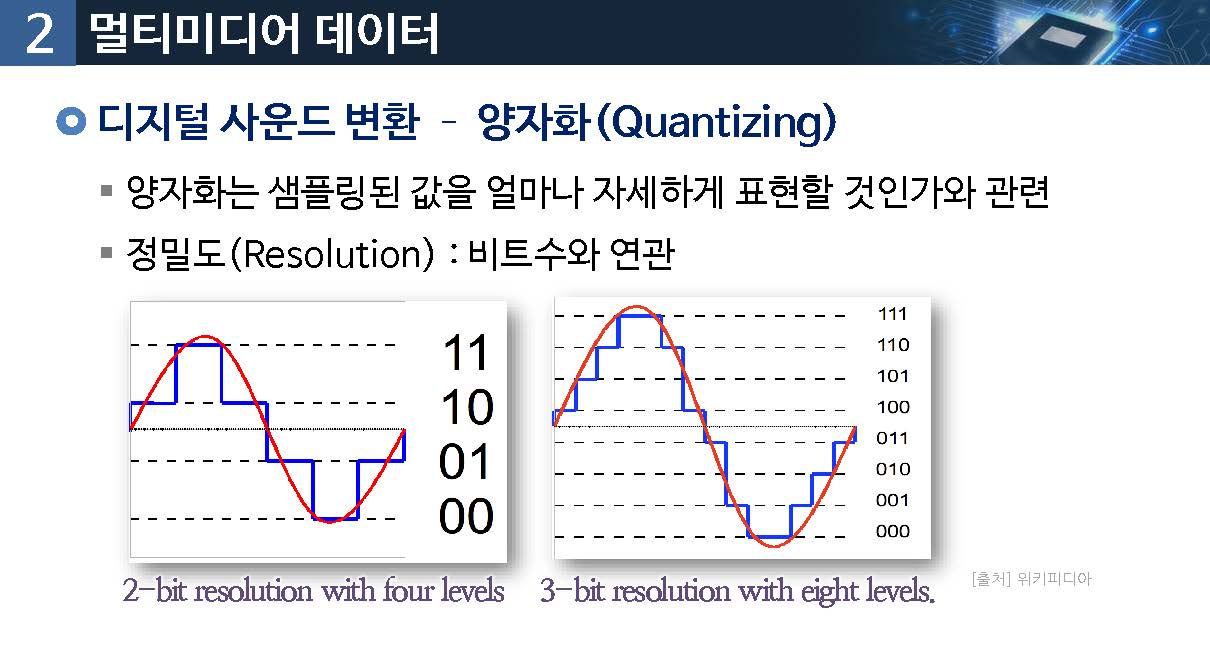 2 멀티미디어 데이터
디지털 사운드 변환 - 양자화(Quantizing)
양자화는 샘플링된 값을 얼마나 자세하게 표현할 것인가와 관련
정밀도(Resolution) : 비트수와 연관
11
10
01
00
2-bit resolution with four levels
111
110
101
100
011
010
001
000
3-bit resolution with eight levels.
[출처] 위키피디아